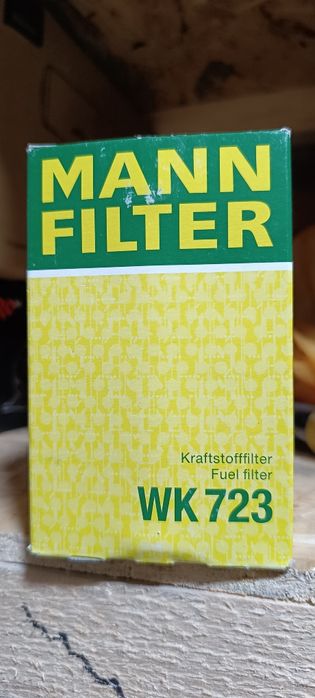 MANN
FILTER
Kraftstofffilter
Fuel filter
WK 723